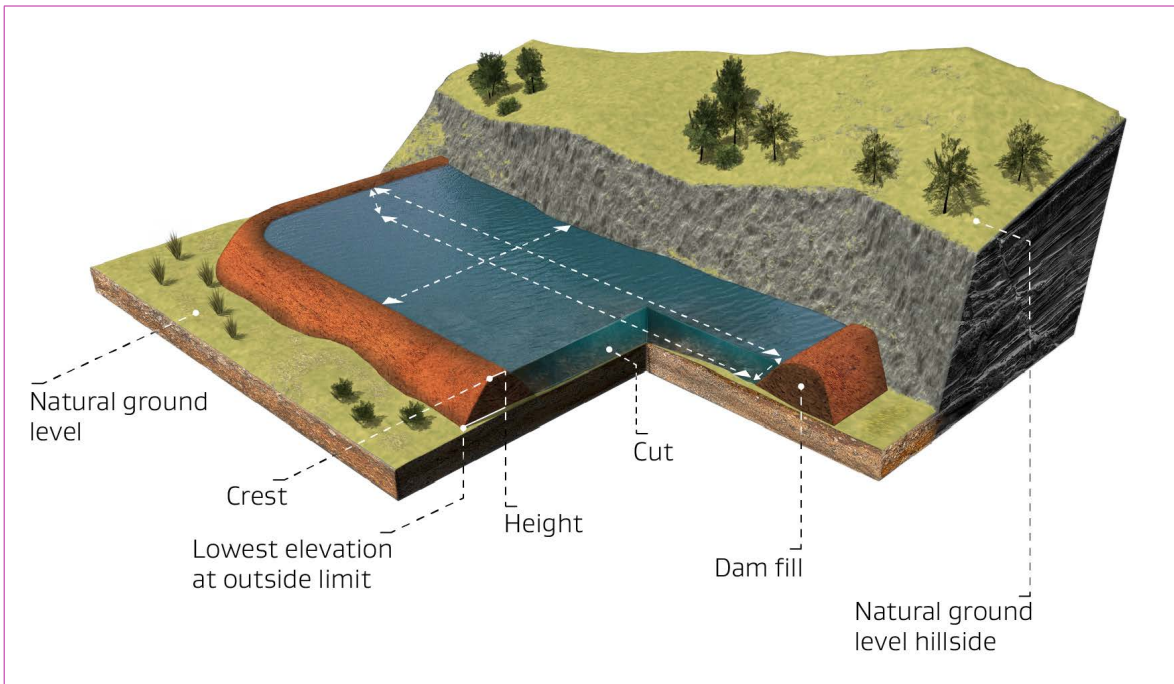 Natural ground
level
Crest
Lowest elevation
at outside limit
Height
Cut
Dam fill
Natural ground
level hillside